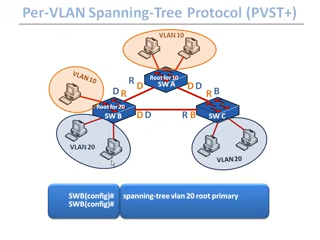 Per-VLAN Spanning-Tree Protocol (PVST+)
VLAN 10
Root for 10
SW A
VLAN 10
R D D D
D R R B
Root for 20
SW B
D D
R B
SW C
VLAN 20
VLAN 20
SWB(config)# spanning-tree vlan 20 root primary
SWB(config)#